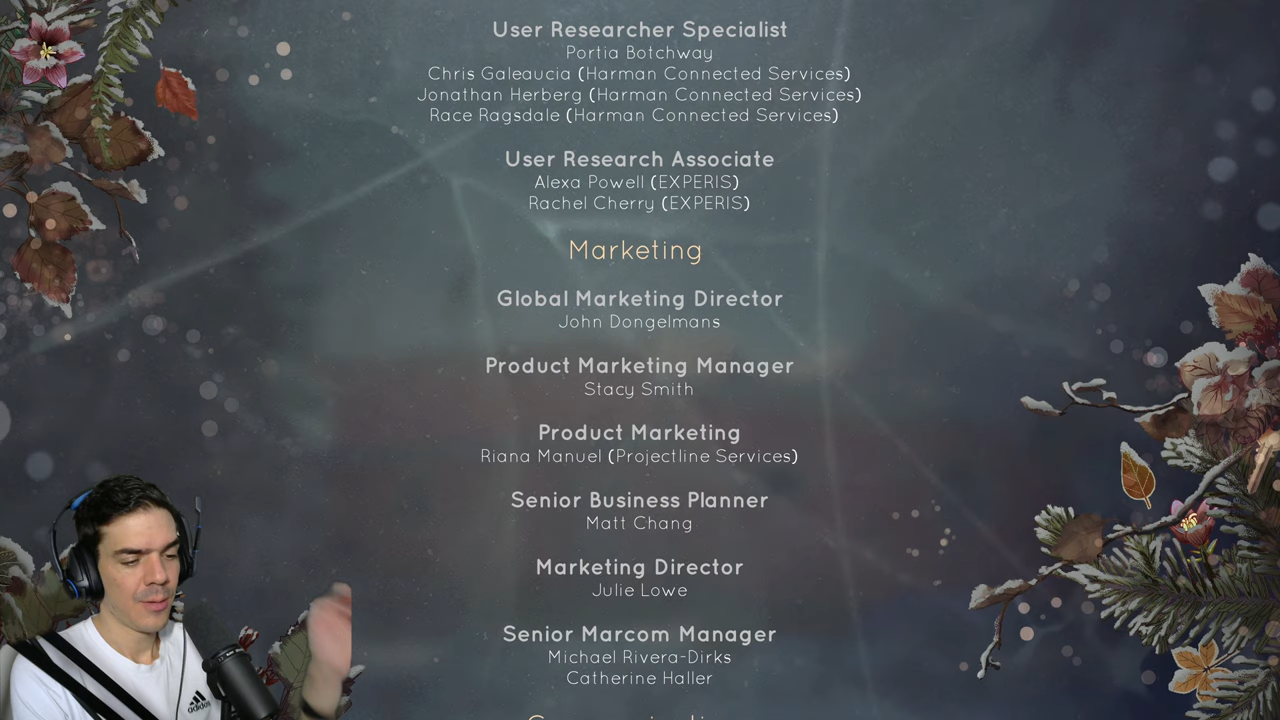 User Researcher Specialist
Portia Botchway
Chris Galeaucia (Harman Connected Services)
Jonathan Herberg (Harman Connected Services)
Race Ragsdale (Harman Connected Services)
User Research Associate
Alexa Powell (EXPERIS)
Rachel Cherry (EXPERIS)
Marketing
Global Marketing Director
John Dongelmans
Product Marketing Manager
Stacy Smith
Product Marketing
Riana Manuel (Projectline Services)
Senior Business Planner
Matt Chang
Marketing Director
Julie Lowe
Senior Marcom Manager
Michael Rivera-Dirks
Catherine Haller
adidas